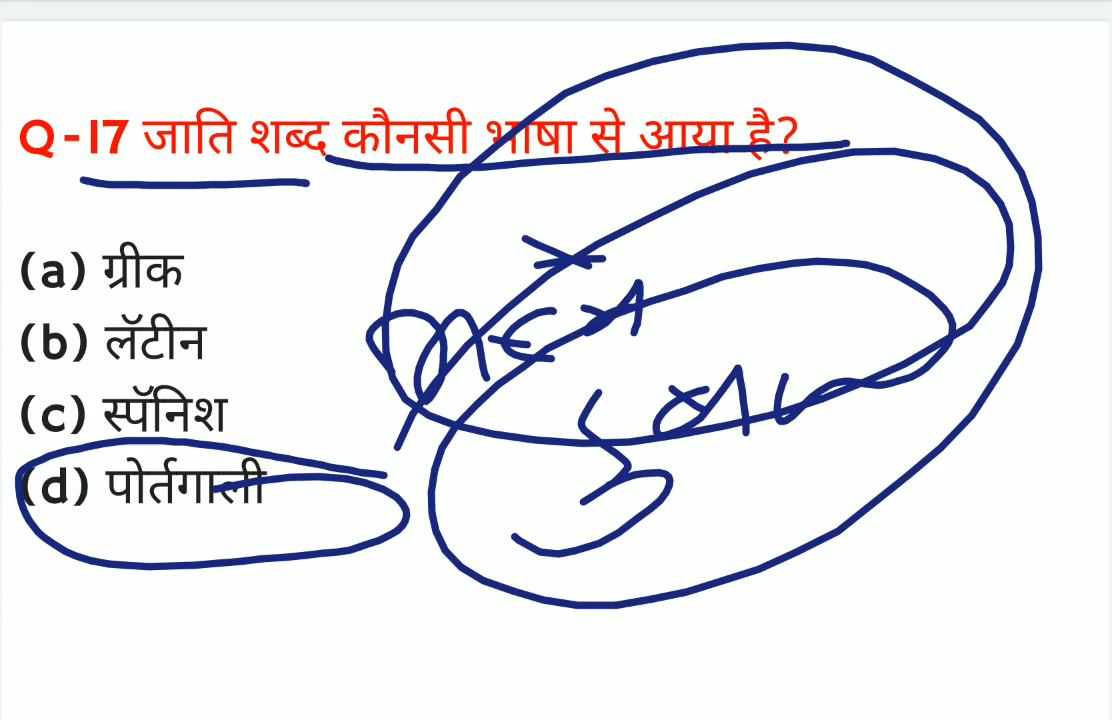 Q-17 जाति शब्द कौनसी भाषा से आया है?
(a) ग्रीक
(b) लॅटीन
(c) स्पॅनिश
(d) पोर्तगाली